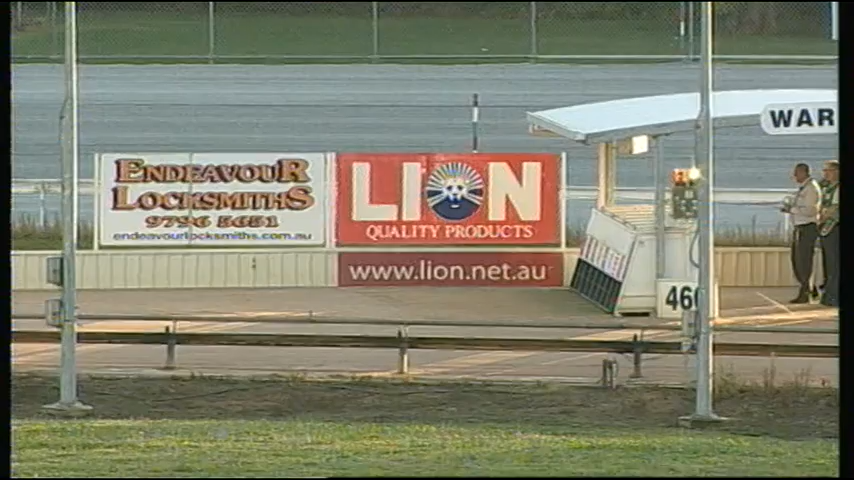 ENDEAVOUR
LOCKSMITHS
9796 5651
endeavourlocksmiths.com.au
LION
QUALITY PRODUCTS
www.lion.net.au
WAR
460